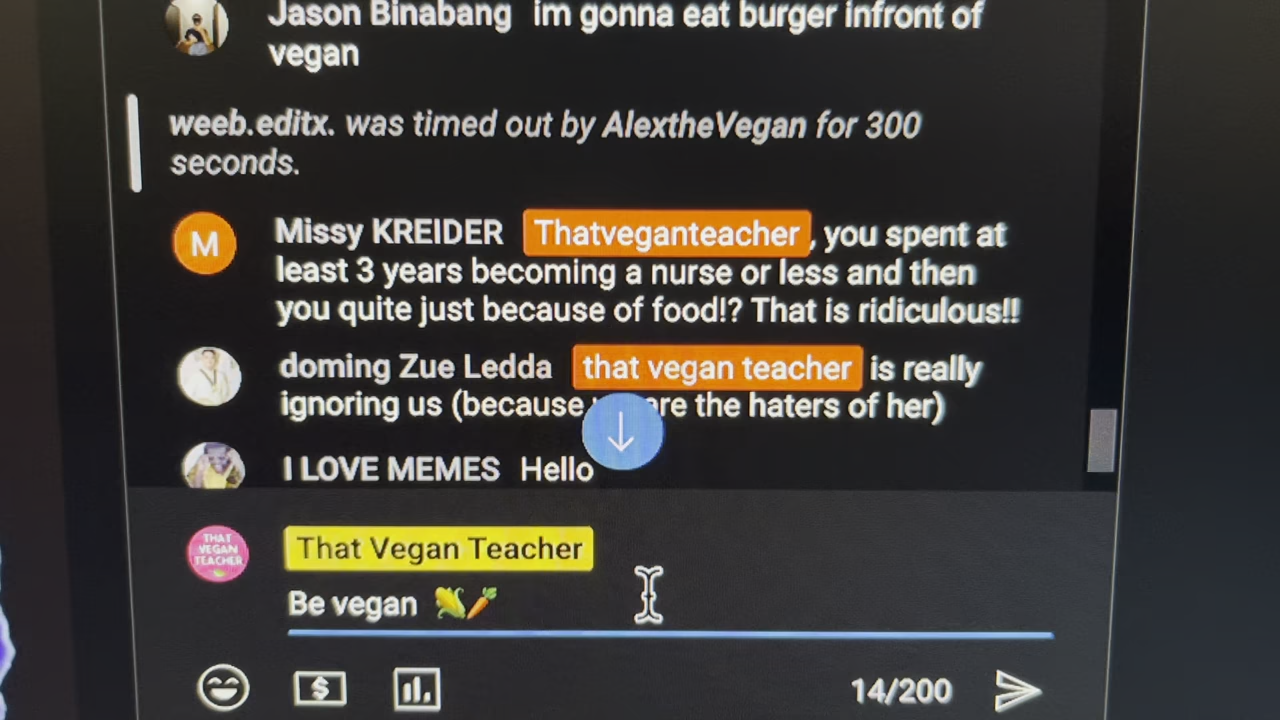 Jason Binabang im gonna eat burger infront of
vegan
weeb.editx. was timed out by AlextheVegan for 300
seconds.
M
Missy KREIDER Thatveganteacher, you spent at
least 3 years becoming a nurse or less and then
you quite just because of food!? That is ridiculous!!
doming Zue Ledda that vegan teacher is really
ignoring us (because are the haters of her)
I LOVE MEMES Hello
THAT
VEGAN
TEACHER
That Vegan Teacher
Be vegan 🌽🥕
$
14/200